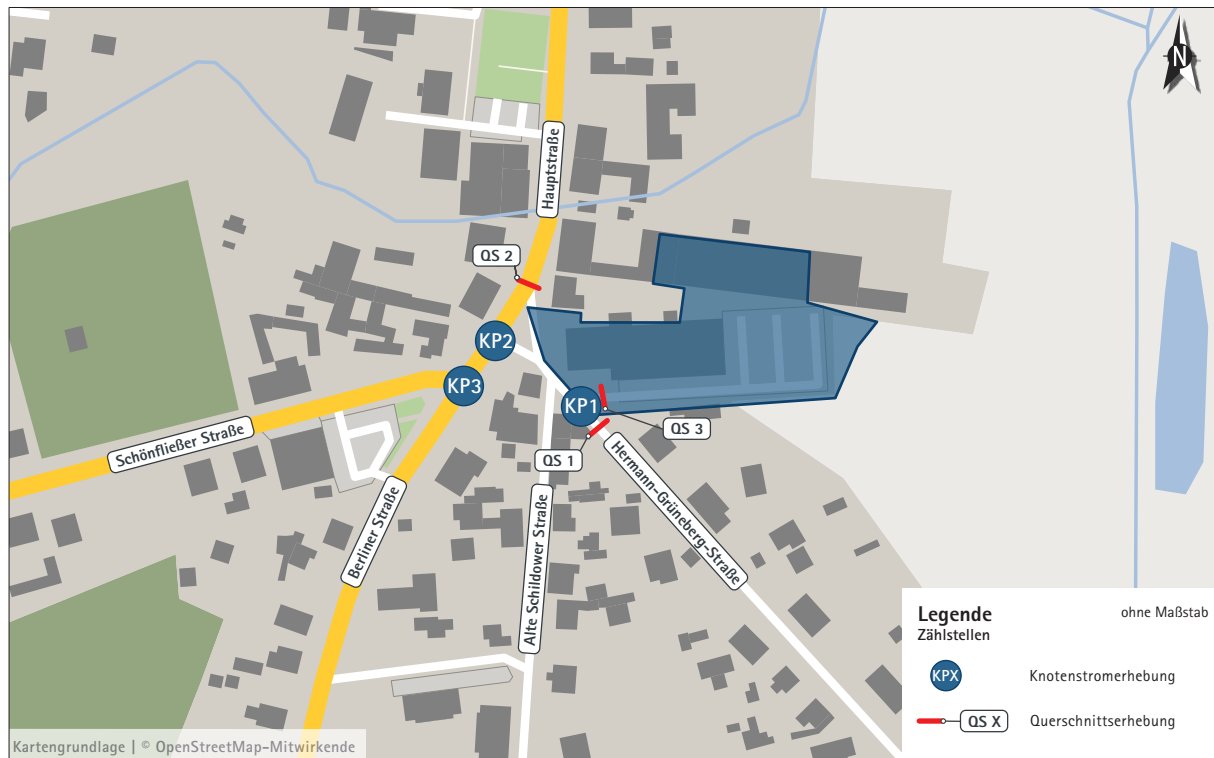 N
Hauptstraße
QS 2
KP2
KP3
KP1
QS 3
QS 1
Schönfließer Straße
Berliner Straße
Alte Schildower Straße
Hermann-Grüneberg-Straße
Legende
ohne Maßstab
Zählstellen
KPX
Knotenstromerhebung
QS X
Querschnittserhebung
Kartengrundlage | © OpenStreetMap-Mitwirkende